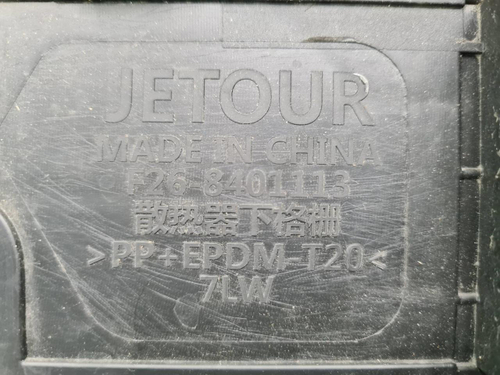 JETOUR
MADE IN CHINA
F26-8401113
散热器下格栅
>PP+EPDM-T20<
7LW